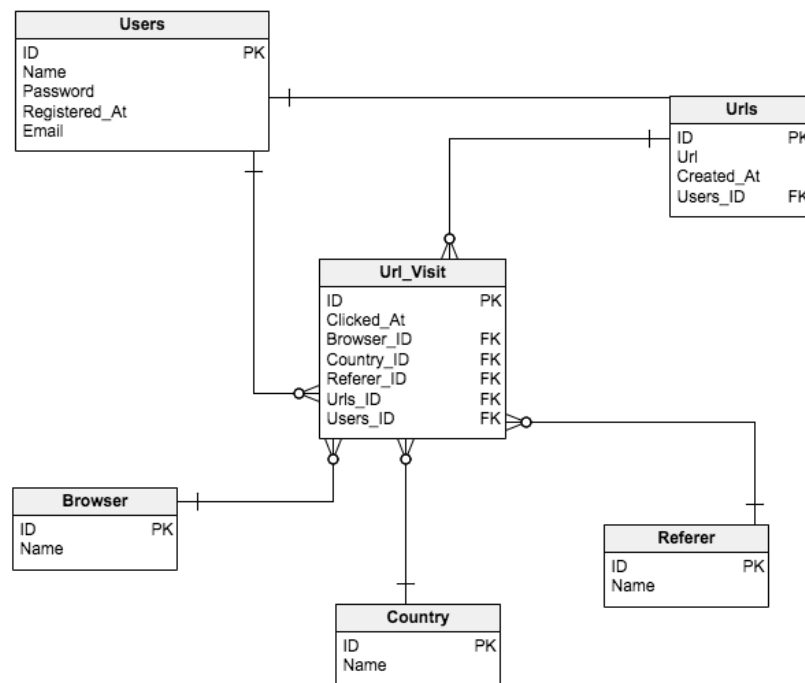 Users
ID PK
Name
Password
Registered_At
Email
Urls
ID PK
Url
Created_At
Users_ID FK
Url_Visit
ID PK
Clicked_At
Browser_ID FK
Country_ID FK
Referer_ID FK
Urls_ID FK
Users_ID FK
Browser
ID PK
Name
Referer
ID PK
Name
Country
ID PK
Name